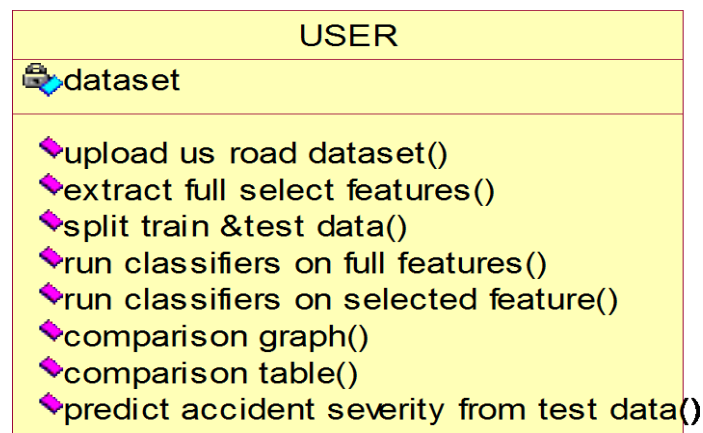 USER
dataset
upload us road dataset()
extract full select features()
split train &test data()
run classifiers on full features()
run classifiers on selected feature()
comparison graph()
comparison table()
predict accident severity from test data()